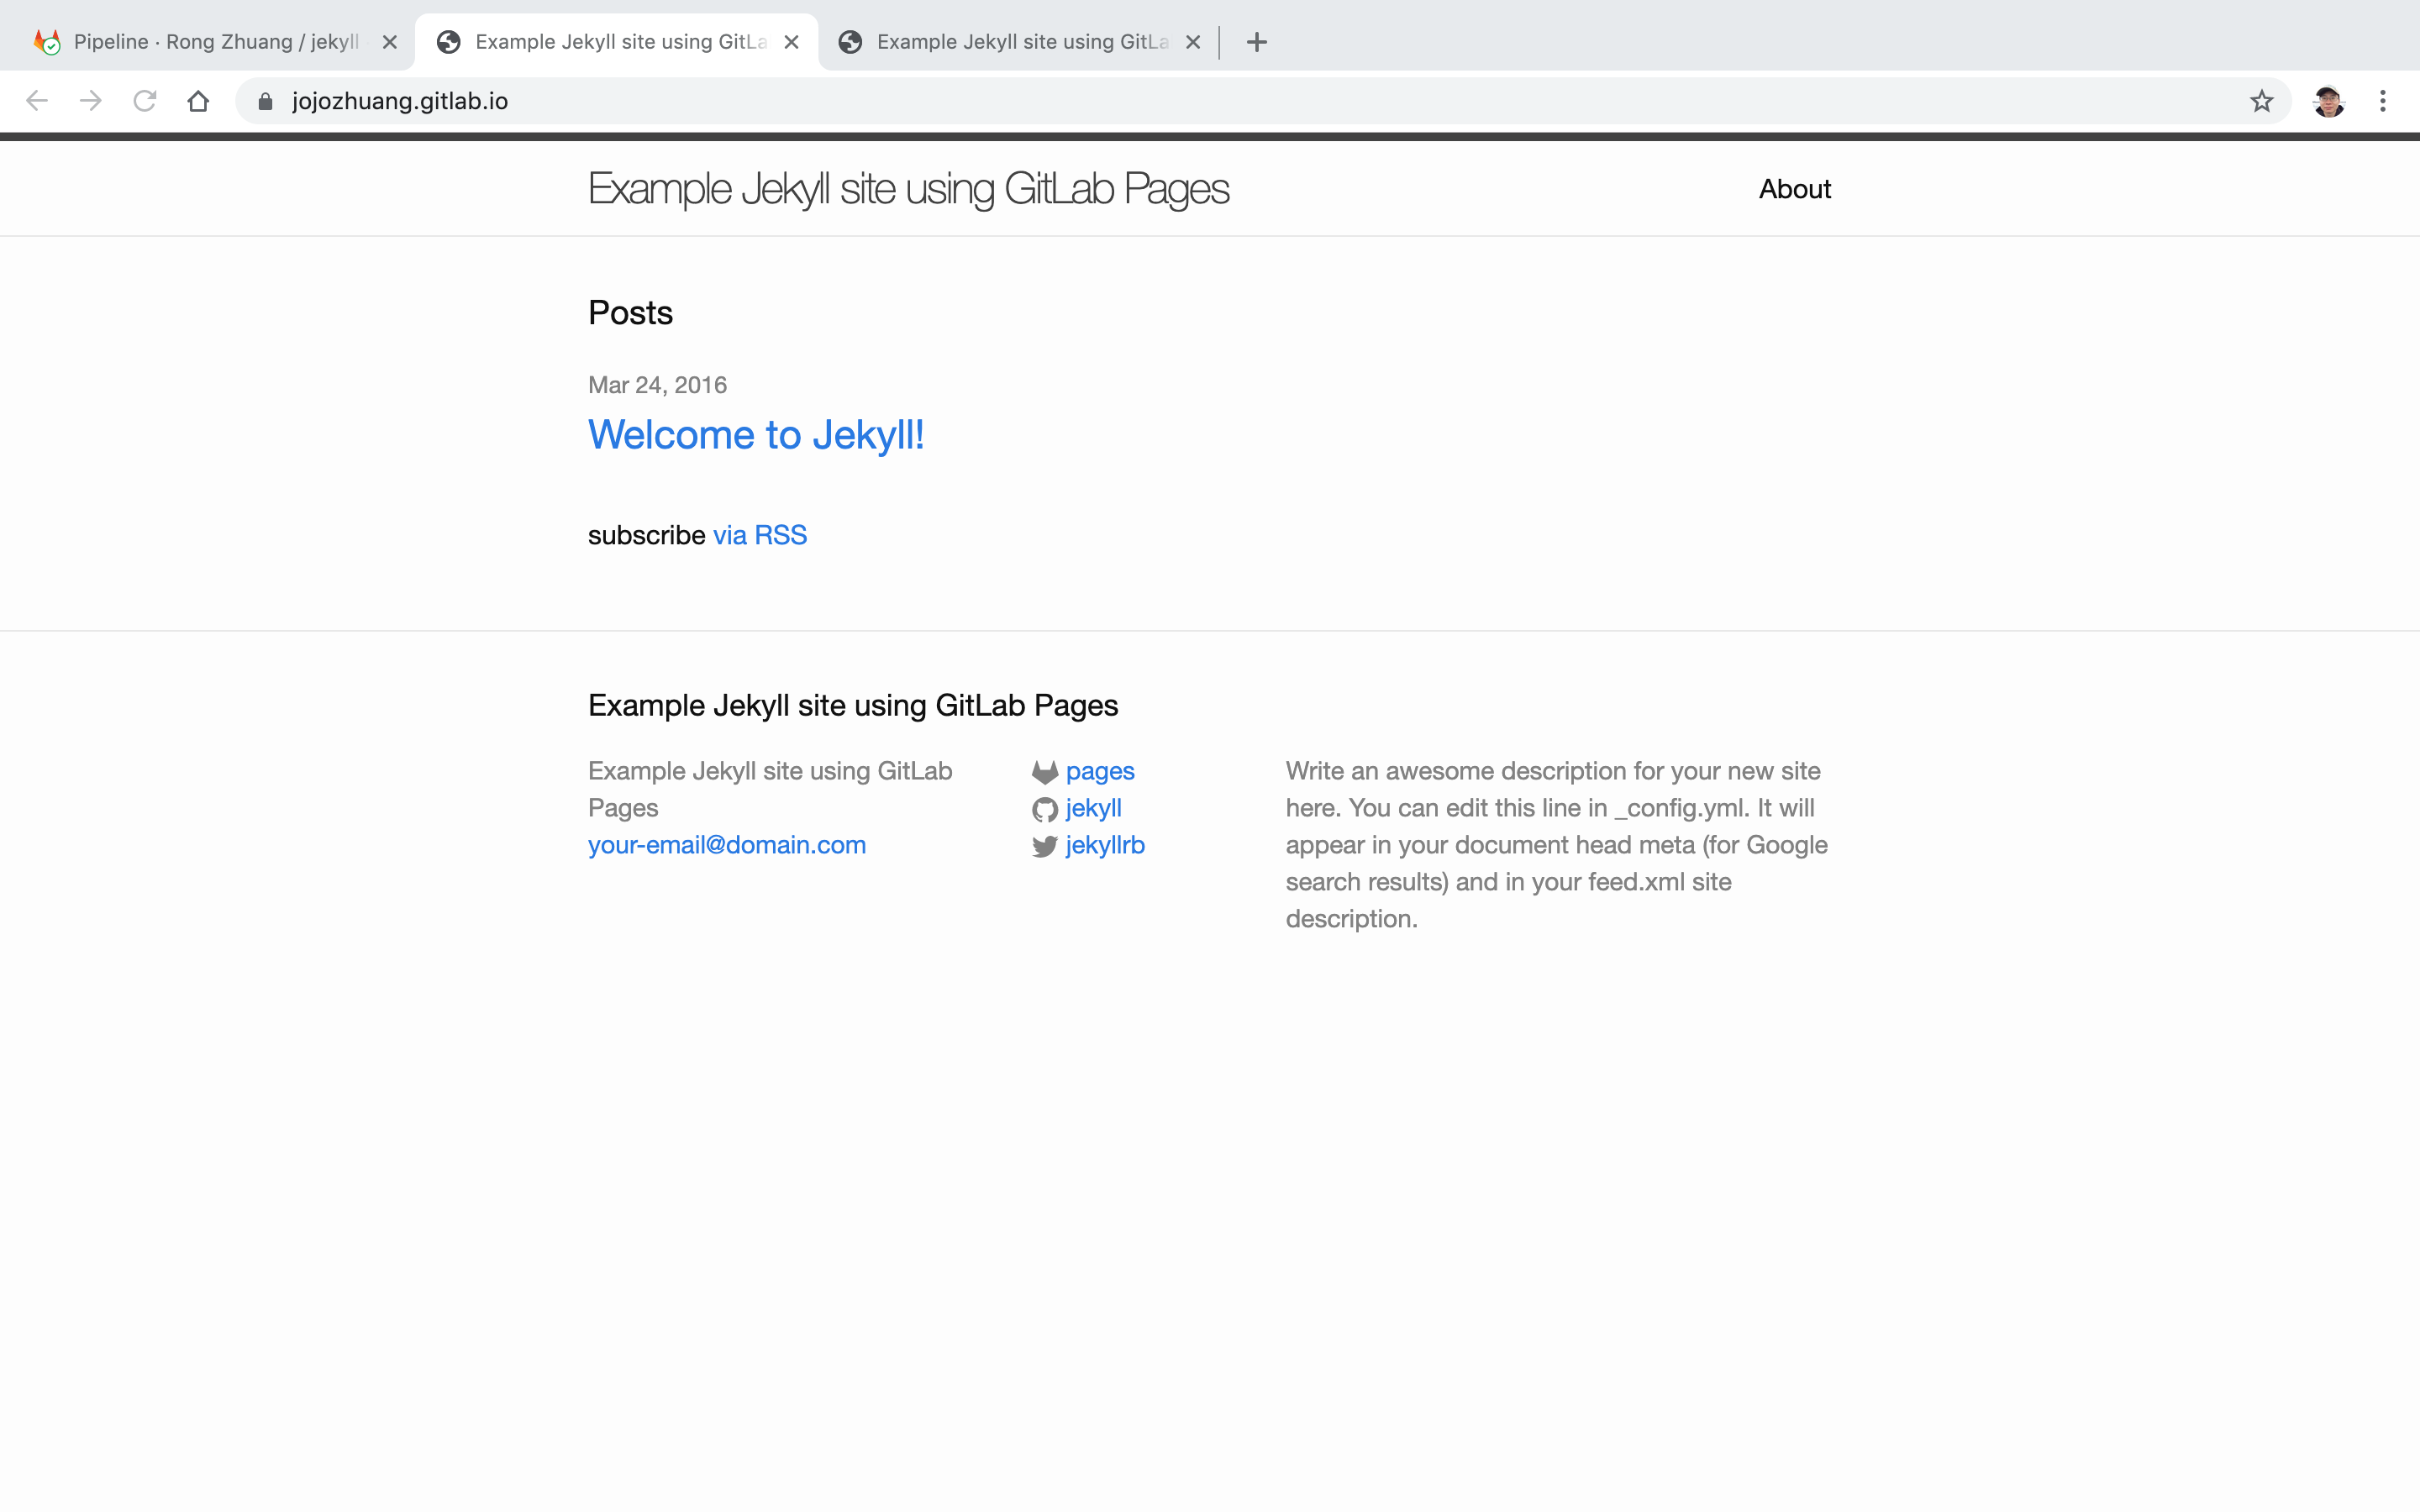 Pipeline · Rong Zhuang / jekyll
Example Jekyll site using GitLa
Example Jekyll site using GitLa
jojozhuang.gitlab.io
Example Jekyll site using GitLab Pages
About
Posts
Mar 24, 2016
Welcome to Jekyll!
subscribe via RSS
Example Jekyll site using GitLab Pages
Example Jekyll site using GitLab
Pages
your-email@domain.com
pages
jekyll
jekyllrb
Write an awesome description for your new site
here. You can edit this line in _config.yml. It will
appear in your document head meta (for Google
search results) and in your feed.xml site
description.